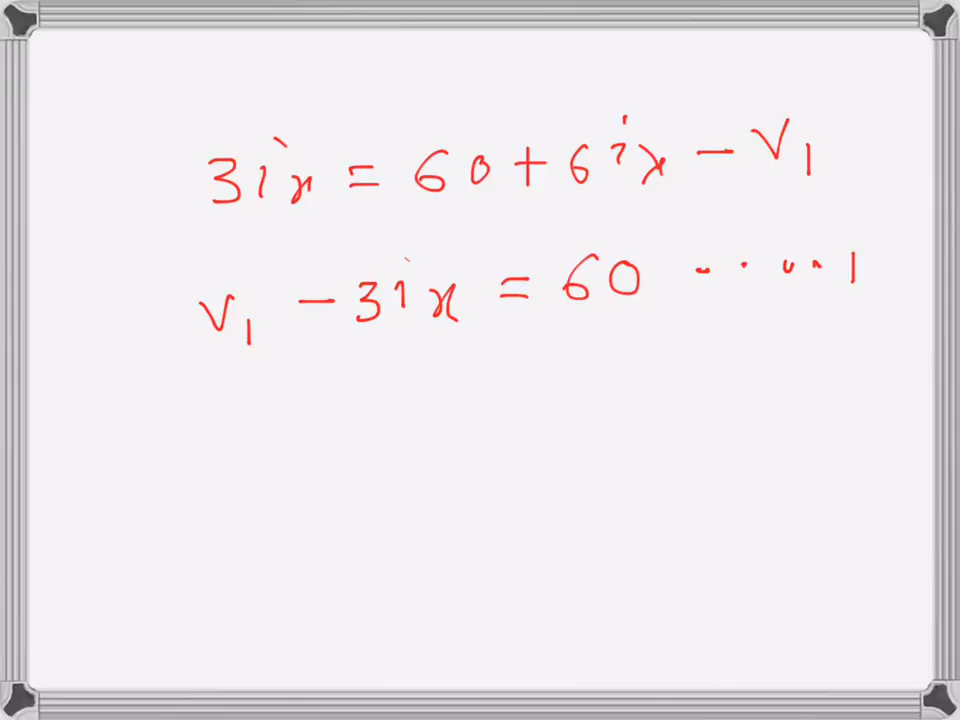 3ix = 60 + 6ix - V1
V1 - 3ix = 60 ....1